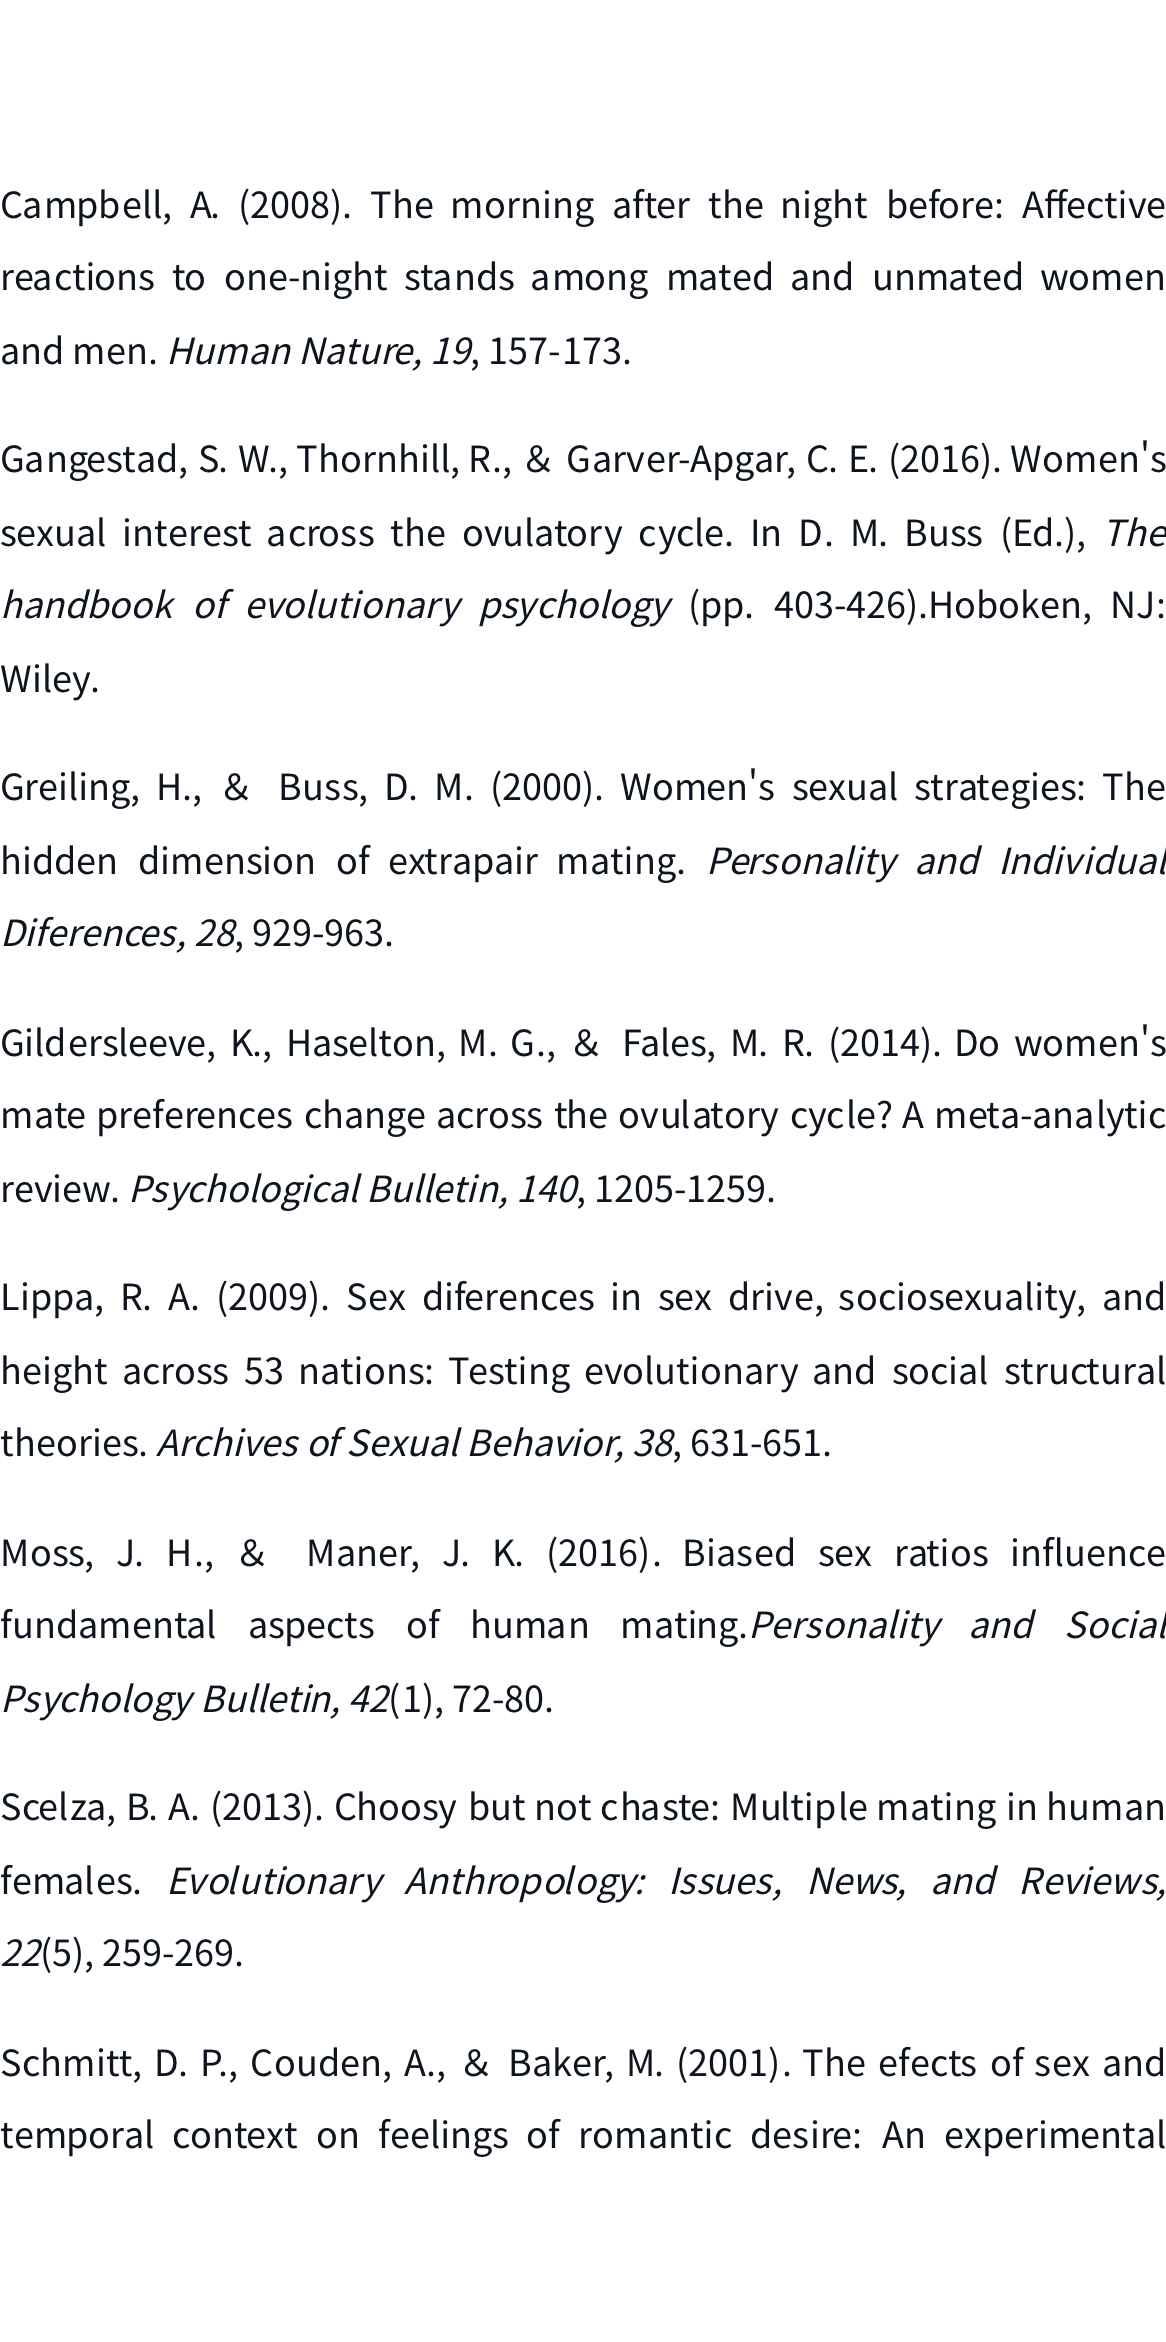 Campbell, A. (2008). The morning after the night before: Affective
reactions to one-night stands among mated and unmated women
and men. Human Nature, 19, 157-173.
Gangestad, S. W., Thornhill, R., & Garver-Apgar, C. E. (2016). Women's
sexual interest across the ovulatory cycle. In D. M. Buss (Ed.), The
handbook of evolutionary psychology (pp. 403-426).Hoboken, NJ:
Wiley.
Greiling, H., & Buss, D. M. (2000). Women's sexual strategies: The
hidden dimension of extrapair mating. Personality and Individual
Diferences, 28, 929-963.
Gildersleeve, K., Haselton, M. G., & Fales, M. R. (2014). Do women's
mate preferences change across the ovulatory cycle? A meta-analytic
review. Psychological Bulletin, 140, 1205-1259.
Lippa, R. A. (2009). Sex diferences in sex drive, sociosexuality, and
height across 53 nations: Testing evolutionary and social structural
theories. Archives of Sexual Behavior, 38, 631-651.
Moss, J. H., & Maner, J. K. (2016). Biased sex ratios influence
fundamental aspects of human mating.Personality and Social
Psychology Bulletin, 42(1), 72-80.
Scelza, B. A. (2013). Choosy but not chaste: Multiple mating in human
females. Evolutionary Anthropology: Issues, News, and Reviews,
22(5), 259-269.
Schmitt, D. P., Couden, A., & Baker, M. (2001). The efects of sex and
temporal context on feelings of romantic desire: An experimental